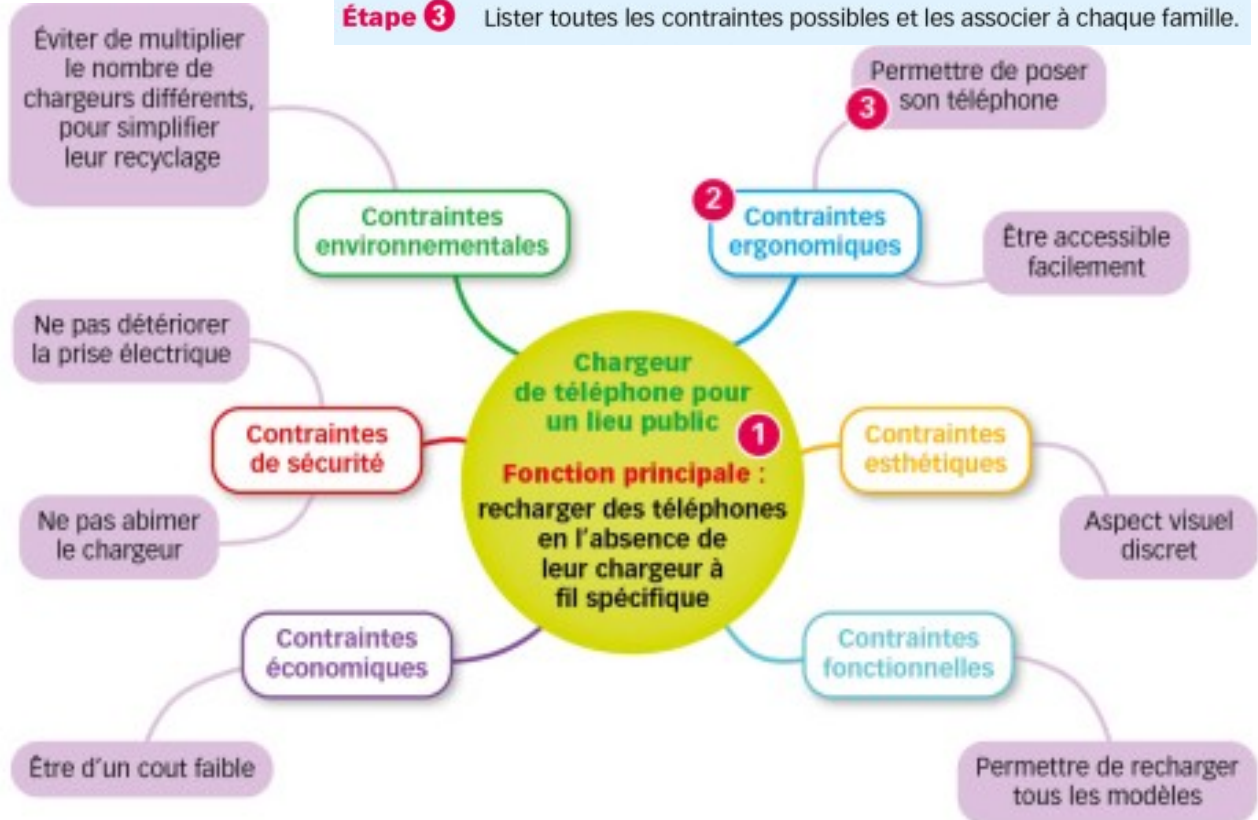 Étape 3 Lister toutes les contraintes possibles et les associer à chaque famille.
Éviter de multiplier
le nombre de
chargeurs différents,
pour simplifier
leur recyclage
Permettre de poser
3 son téléphone
Contraintes
environnementales
2
Contraintes
ergonomiques
Être accessible
facilement
Ne pas détériorer
la prise électrique
Chargeur
de téléphone pour
un lieu public
1
Fonction principale :
recharger des téléphones
en l'absence de
leur chargeur à
fil spécifique
Contraintes
de sécurité
Contraintes
esthétiques
Ne pas abimer
le chargeur
Aspect visuel
discret
Contraintes
économiques
Contraintes
fonctionnelles
Être d'un cout faible
Permettre de recharger
tous les modèles